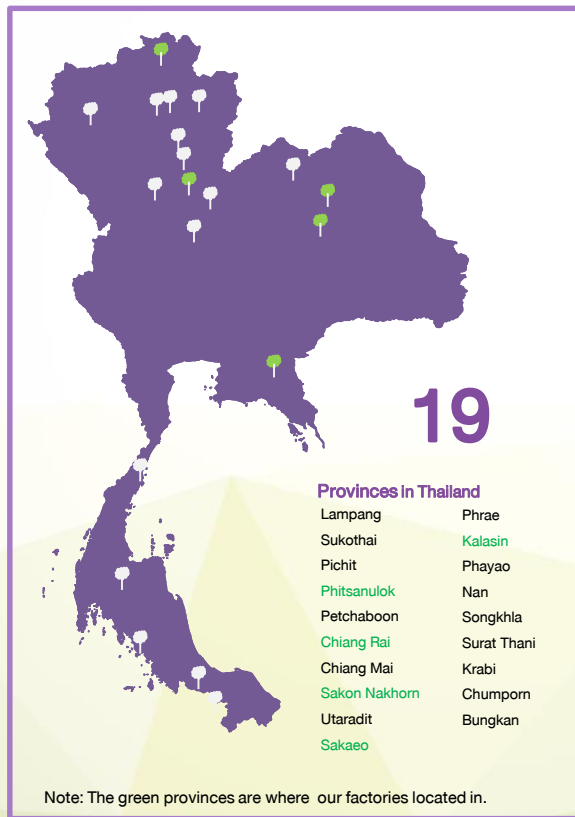 19
Provinces in Thailand
Lampang
Sukothai
Pichit
Phitsanulok
Petchaboon
Chiang Rai
Chiang Mai
Sakon Nakhorn
Utaradit
Sakaeo
Phrae
Kalasin
Phayao
Nan
Songkhla
Surat Thani
Krabi
Chumporn
Bungkan
Note: The green provinces are where our factories located in.